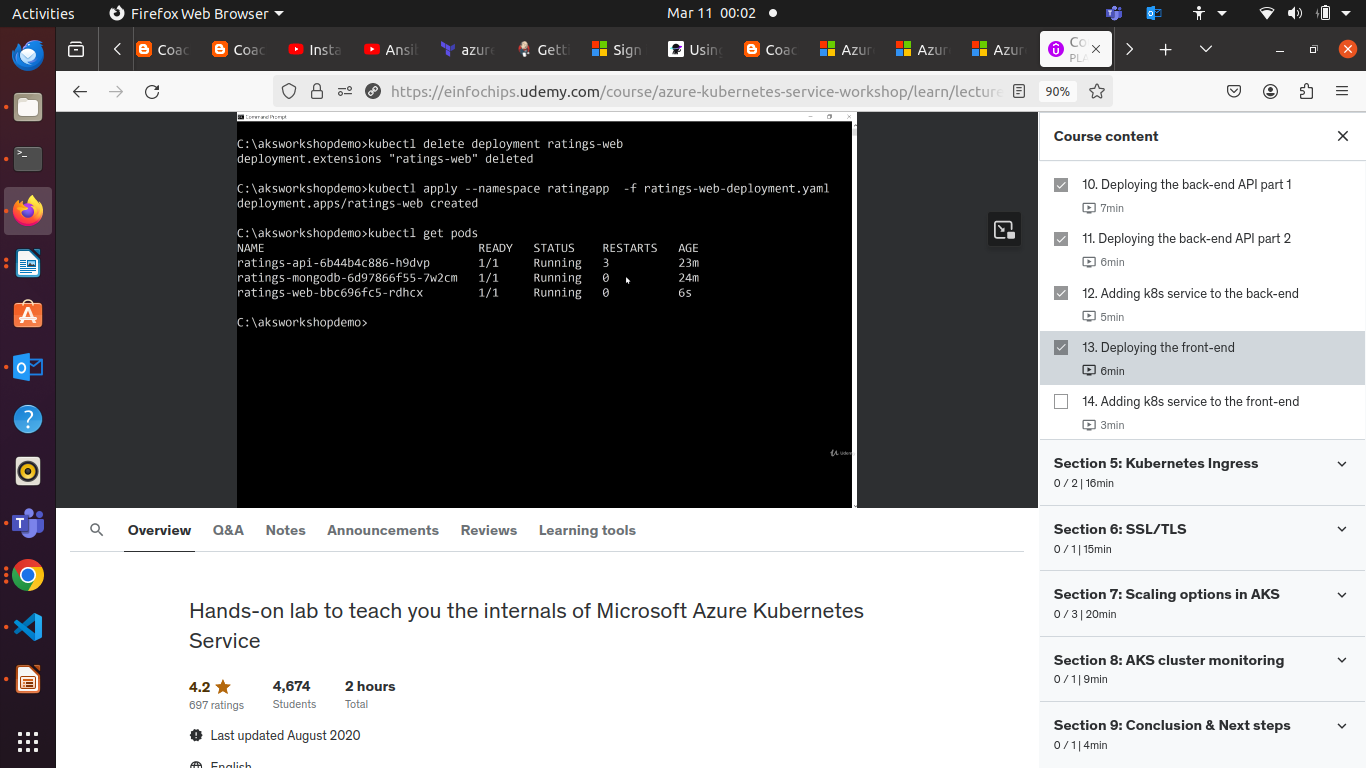 Activities
Firefox Web Browser
Mar 11 00:02
Coac
Coac
Insta
Ansil
azure
Getti
Sign
Using
Coac
Azur
Azur
Azur
Co
PLA
https://einfochips.udemy.com/course/azure-kubernetes-service-workshop/learn/lecture
90%
Command Prompt
C:\aksworkshopdemo>kubectl delete deployment ratings-web
deployment.extensions "ratings-web" deleted
C:\aksworkshopdemo>kubectl apply --namespace ratingapp  -f ratings-web-deployment.yaml
deployment.apps/ratings-web created
C:\aksworkshopdemo>kubectl get pods
NAME READY STATUS RESTARTS AGE
ratings-api-6b44b4c886-h9dvp 1/1 Running 3 23m
ratings-mongodb-6d97866f55-7w2cm 1/1 Running 0 24m
ratings-web-bbc696fc5-rdhcx 1/1 Running 0 6s
C:\aksworkshopdemo>
Course content
10. Deploying the back-end API part 1
7min
11. Deploying the back-end API part 2
6min
12. Adding k8s service to the back-end
5min
13. Deploying the front-end
6min
14. Adding k8s service to the front-end
3min
Section 5: Kubernetes Ingress
0 / 2 | 16min
Section 6: SSL/TLS
0 / 1 | 15min
Section 7: Scaling options in AKS
0 / 3 | 20min
Section 8: AKS cluster monitoring
0 / 1 | 9min
Section 9: Conclusion & Next steps
0 / 1 | 4min
Overview
Q&A
Notes
Announcements
Reviews
Learning tools
Hands-on lab to teach you the internals of Microsoft Azure Kubernetes
Service
4.2
697 ratings
4,674
Students
2 hours
Total
Last updated August 2020
English